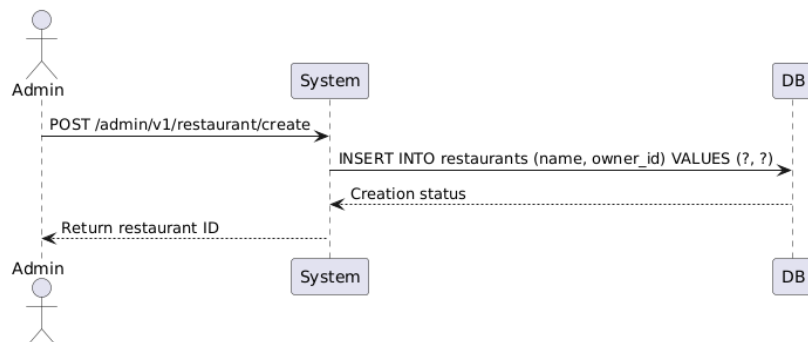 Admin
System
DB
POST /admin/v1/restaurant/create
INSERT INTO restaurants (name, owner_id) VALUES (?, ?)
Creation status
Return restaurant ID
Admin
System
DB